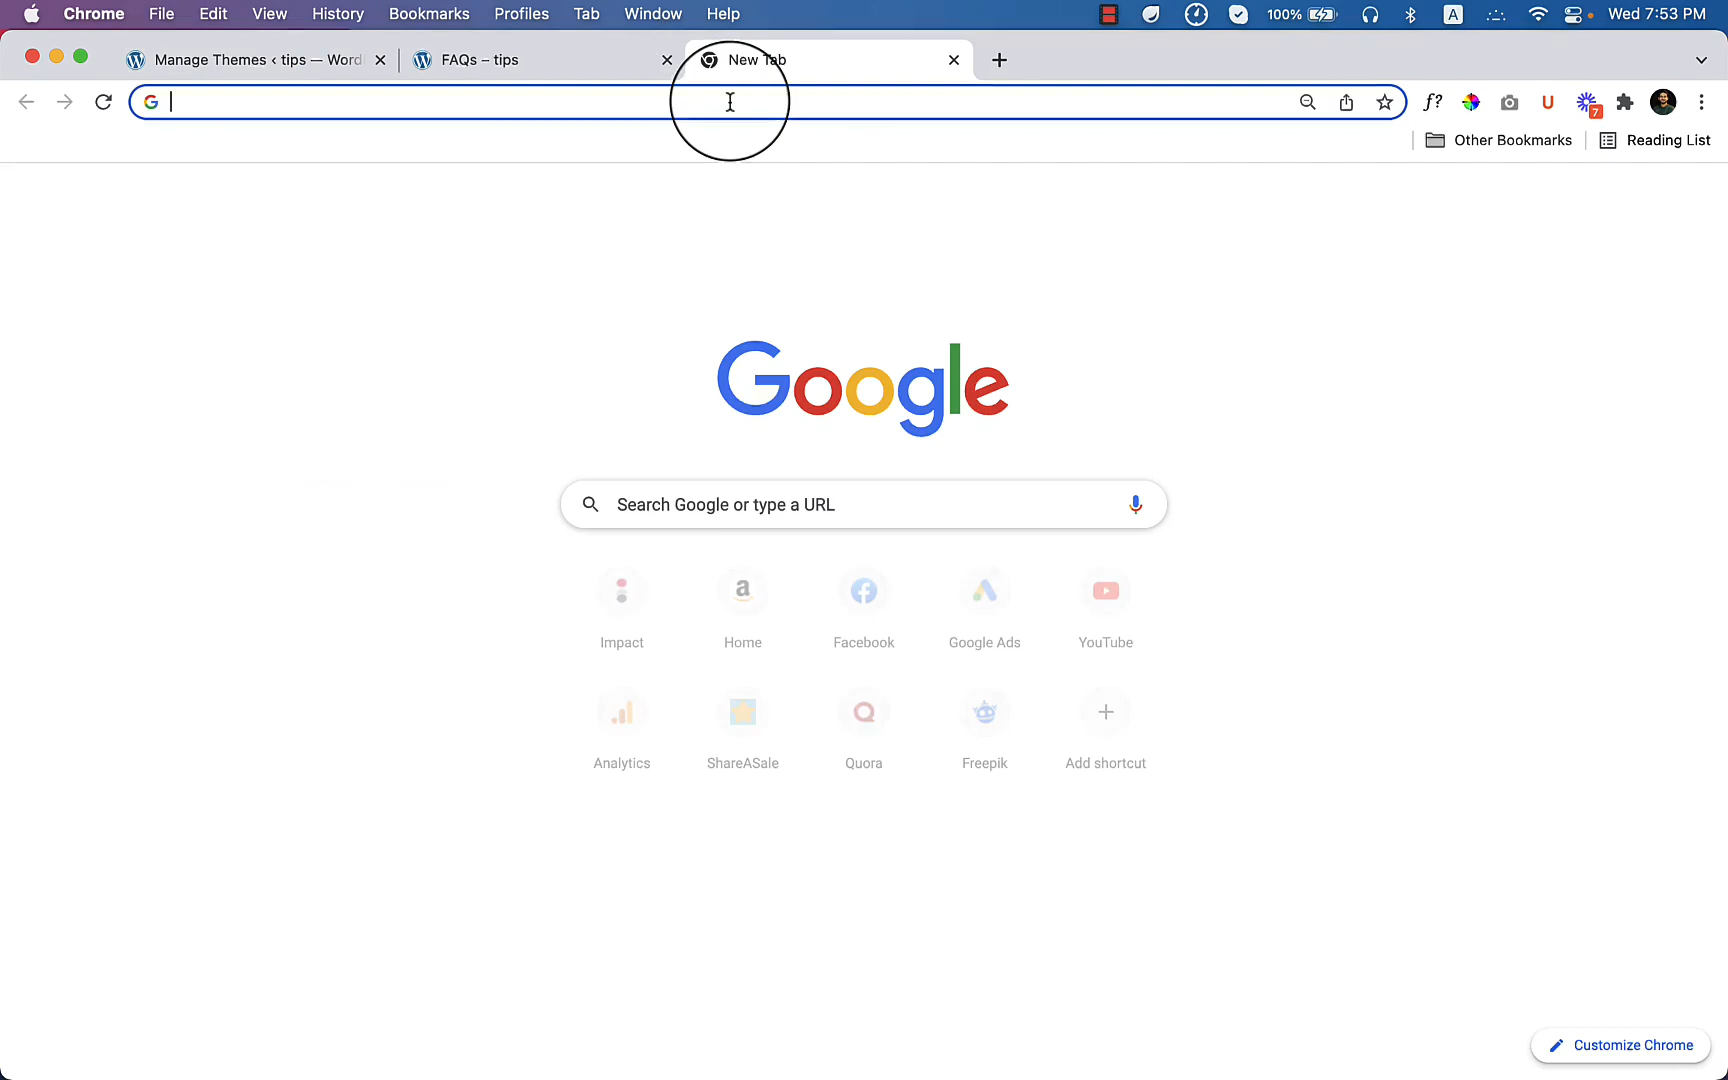 Chrome File Edit View History Bookmarks Profiles Tab Window Help 100% A Wed 7:53 PM
Manage Themes ‹ tips — Word FAQs – tips New Tab
G f? U 7
Other Bookmarks Reading List
Google
Search Google or type a URL
Impact Home Facebook Google Ads YouTube
Analytics ShareASale Quora Freepik Add shortcut
Customize Chrome